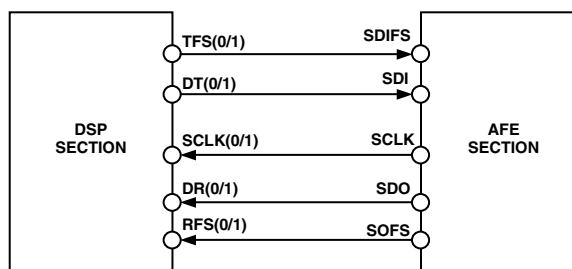 TFS(0/1) SDIFS
DT(0/1) SDI
DSP
SECTION
AFE
SECTION
SCLK(0/1) SCLK
DR(0/1) SDO
RFS(0/1) SOFS